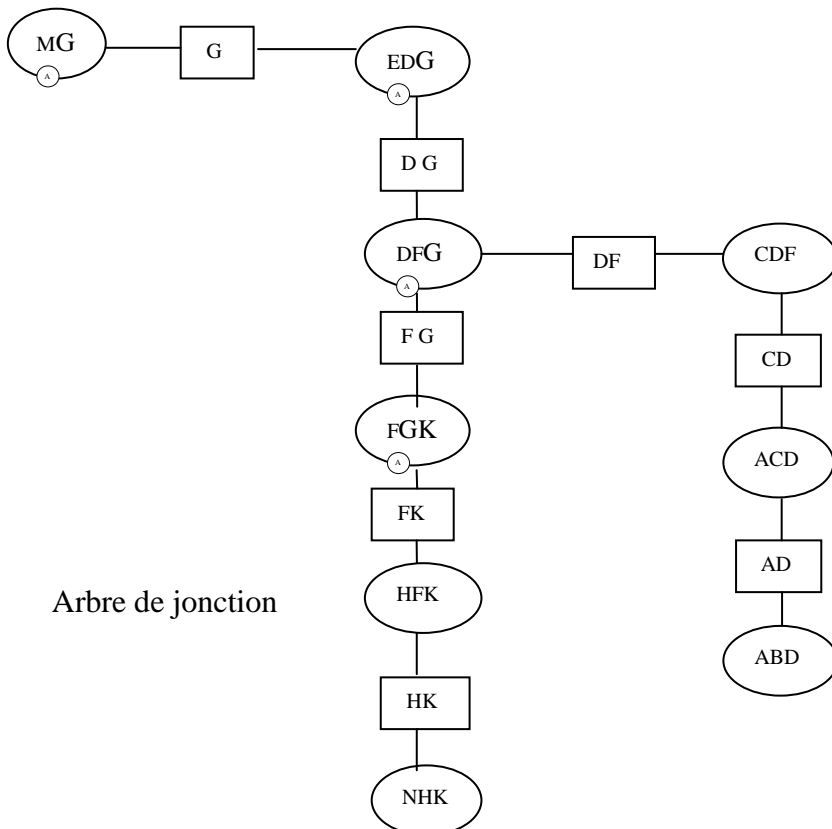 MG
G
EDG
A
A
D G
DFG
DF
CDF
A
F G
CD
FGK
ACD
A
FK
AD
HFK
Arbre de jonction
ABD
HK
NHK